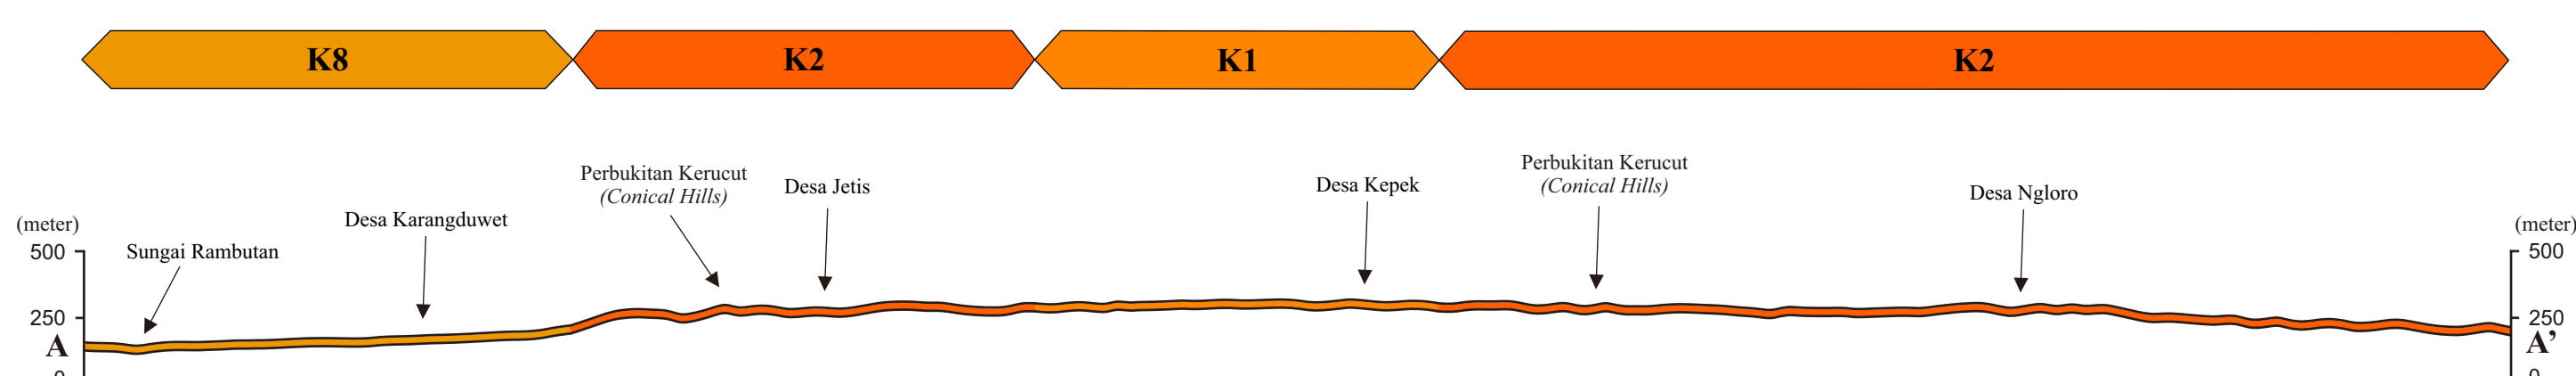 K8
K2
K1
K2
Perbukitan Kerucut
(Conical Hills)
Desa Jetis
Desa Kepek
Perbukitan Kerucut
(Conical Hills)
Desa Ngloro
Desa Karangduwet
Sungai Rambutan
(meter)
500
250
A
0
(meter)
500
250
A’
0